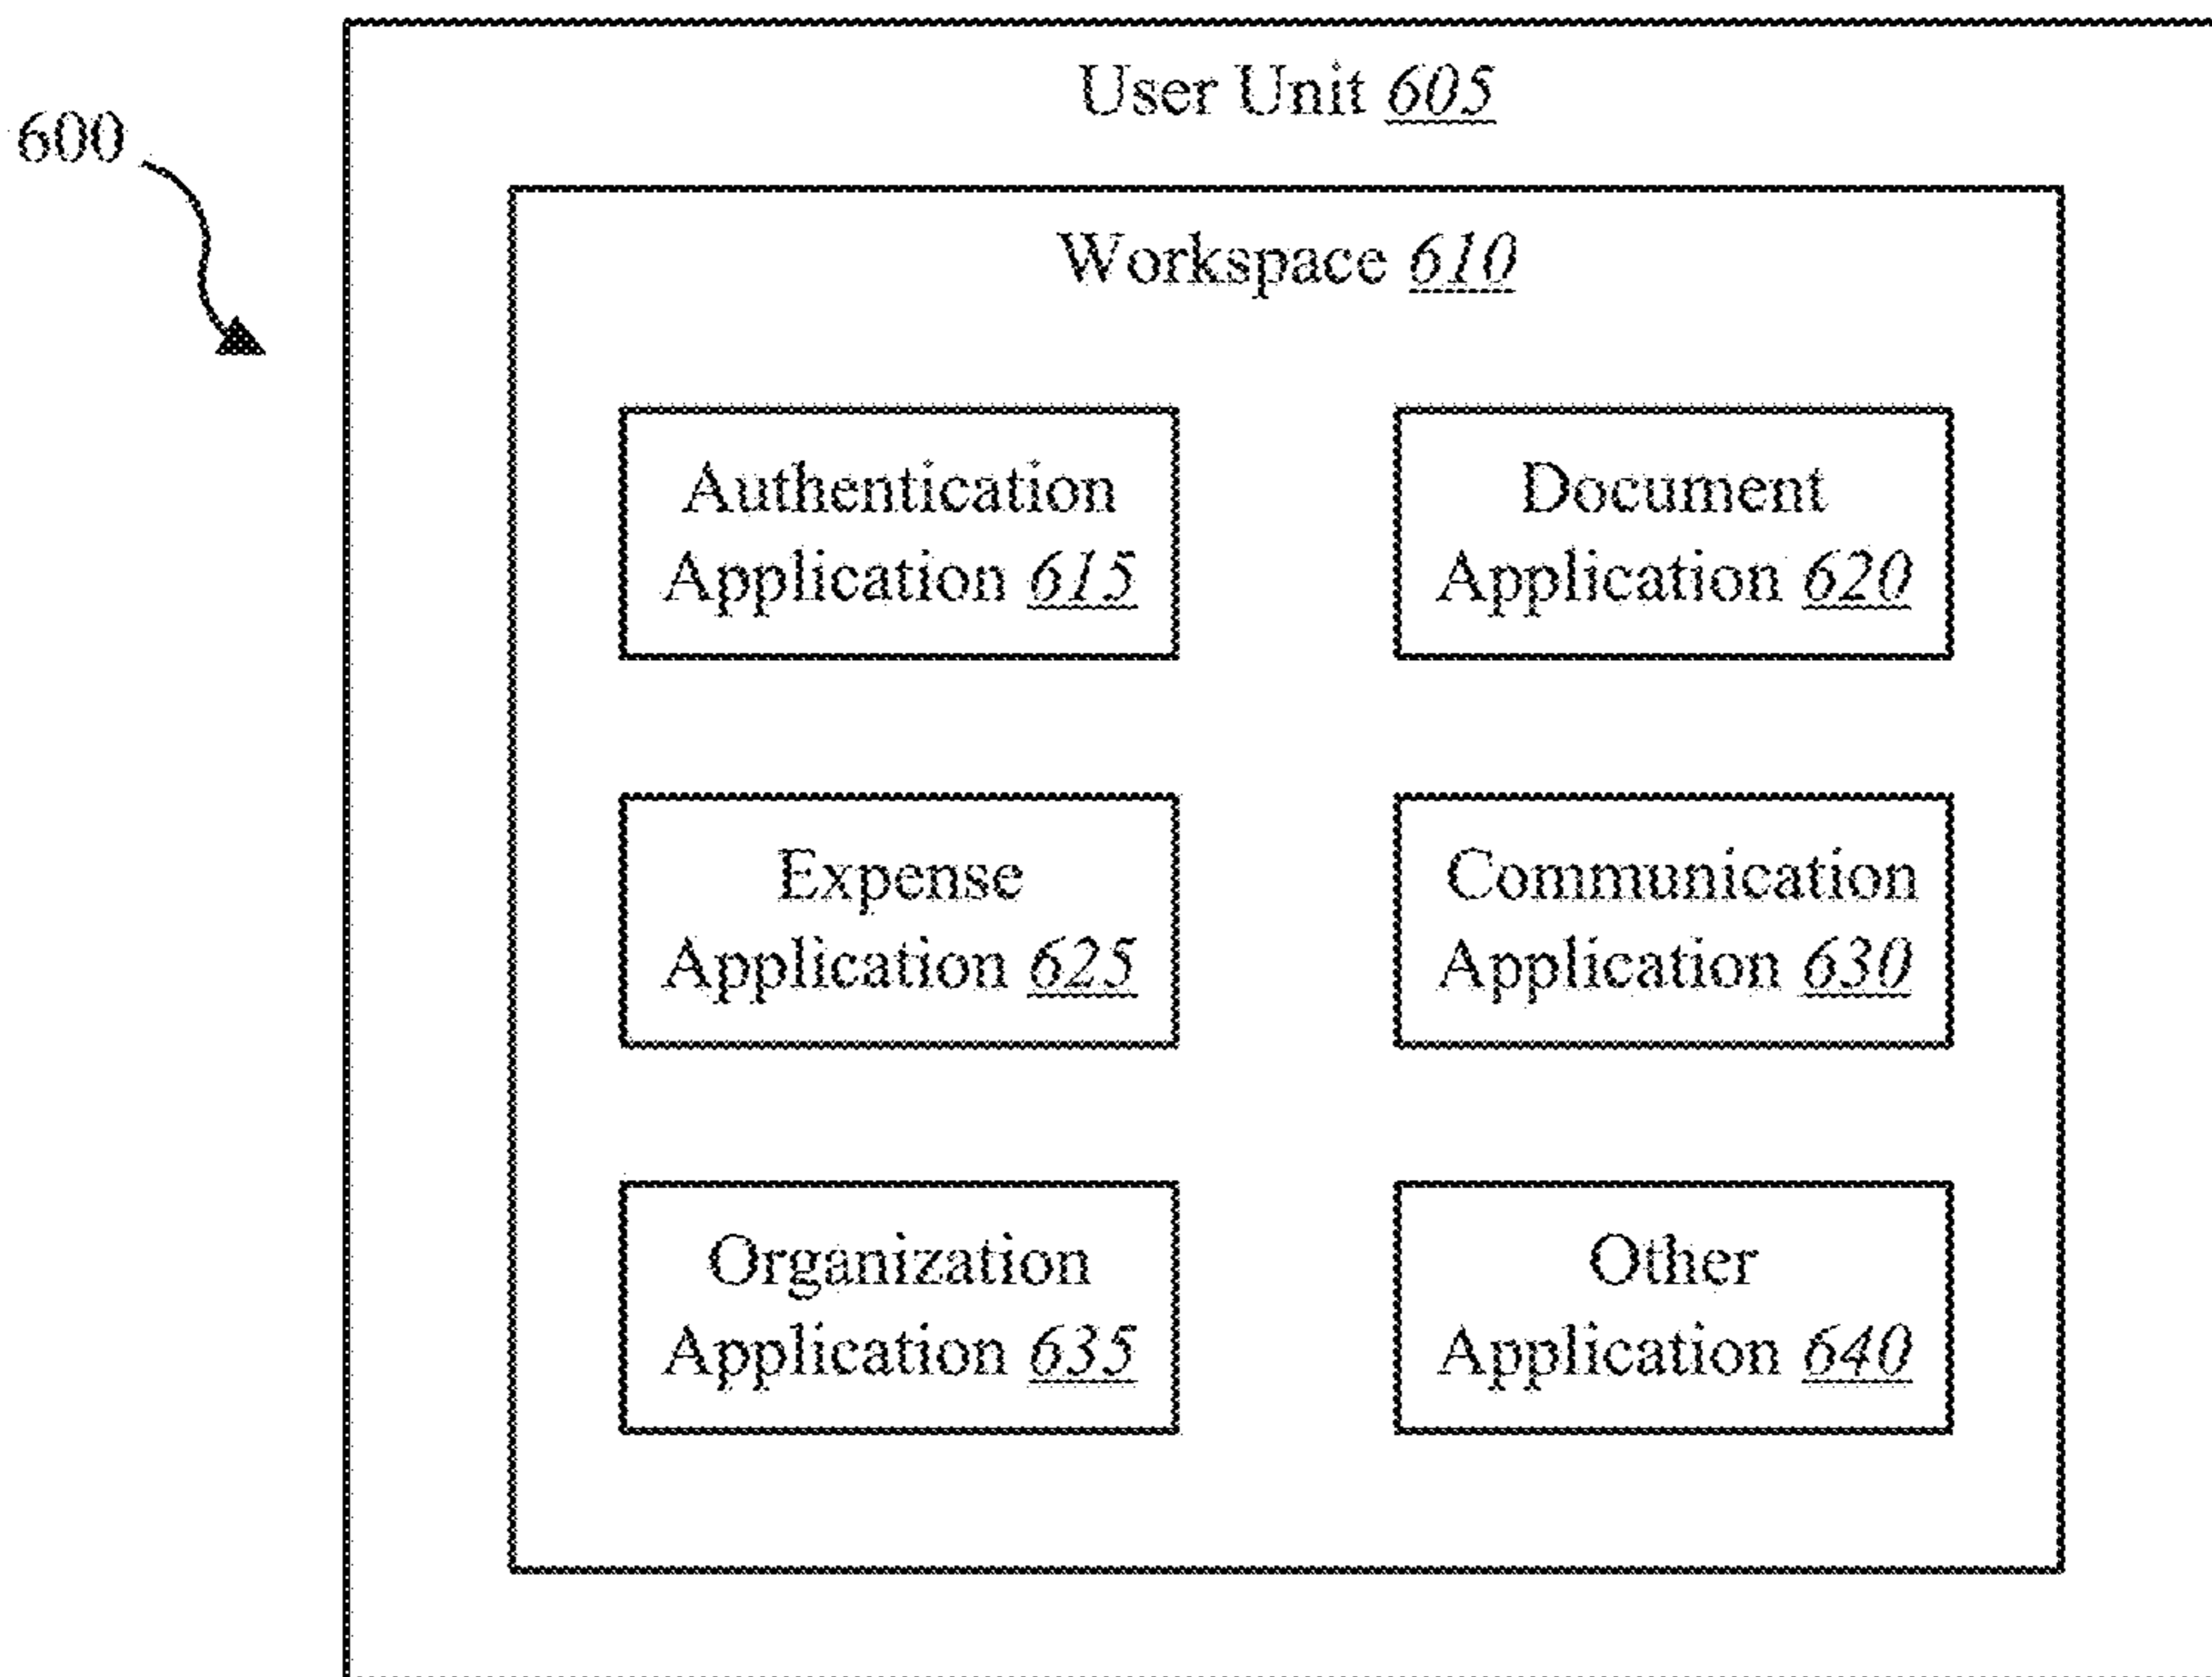 User Unit 605
600
Workspace 610
Authentication
Application 615
Document
Application 620
Expense
Application 625
Communication
Application 630
Organization
Application 635
Other
Application 640